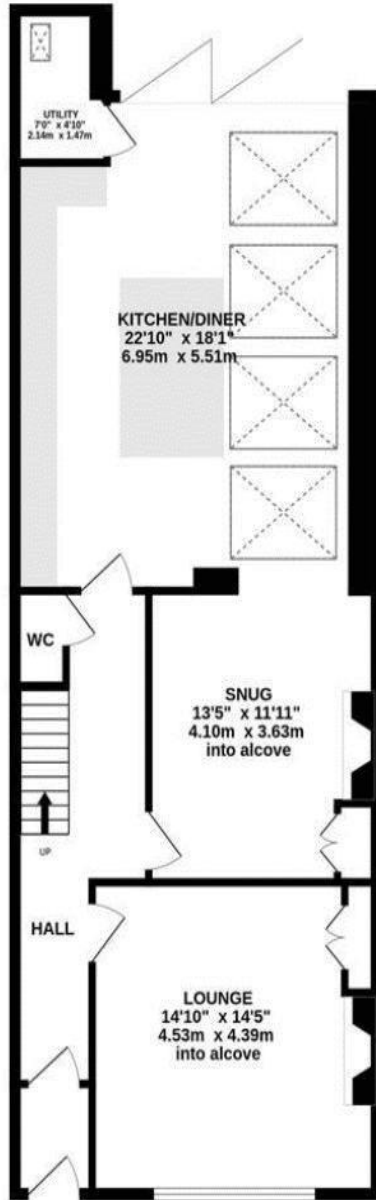 UTILITY
7'0" x 4'10"
2.14m x 1.47m
KITCHEN/DINER
22'10" x 18'1"
6.95m x 5.51m
WC
SNUG
13'5" x 11'11"
4.10m x 3.63m
into alcove
UP
HALL
LOUNGE
14'10" x 14'5"
4.53m x 4.39m
into alcove